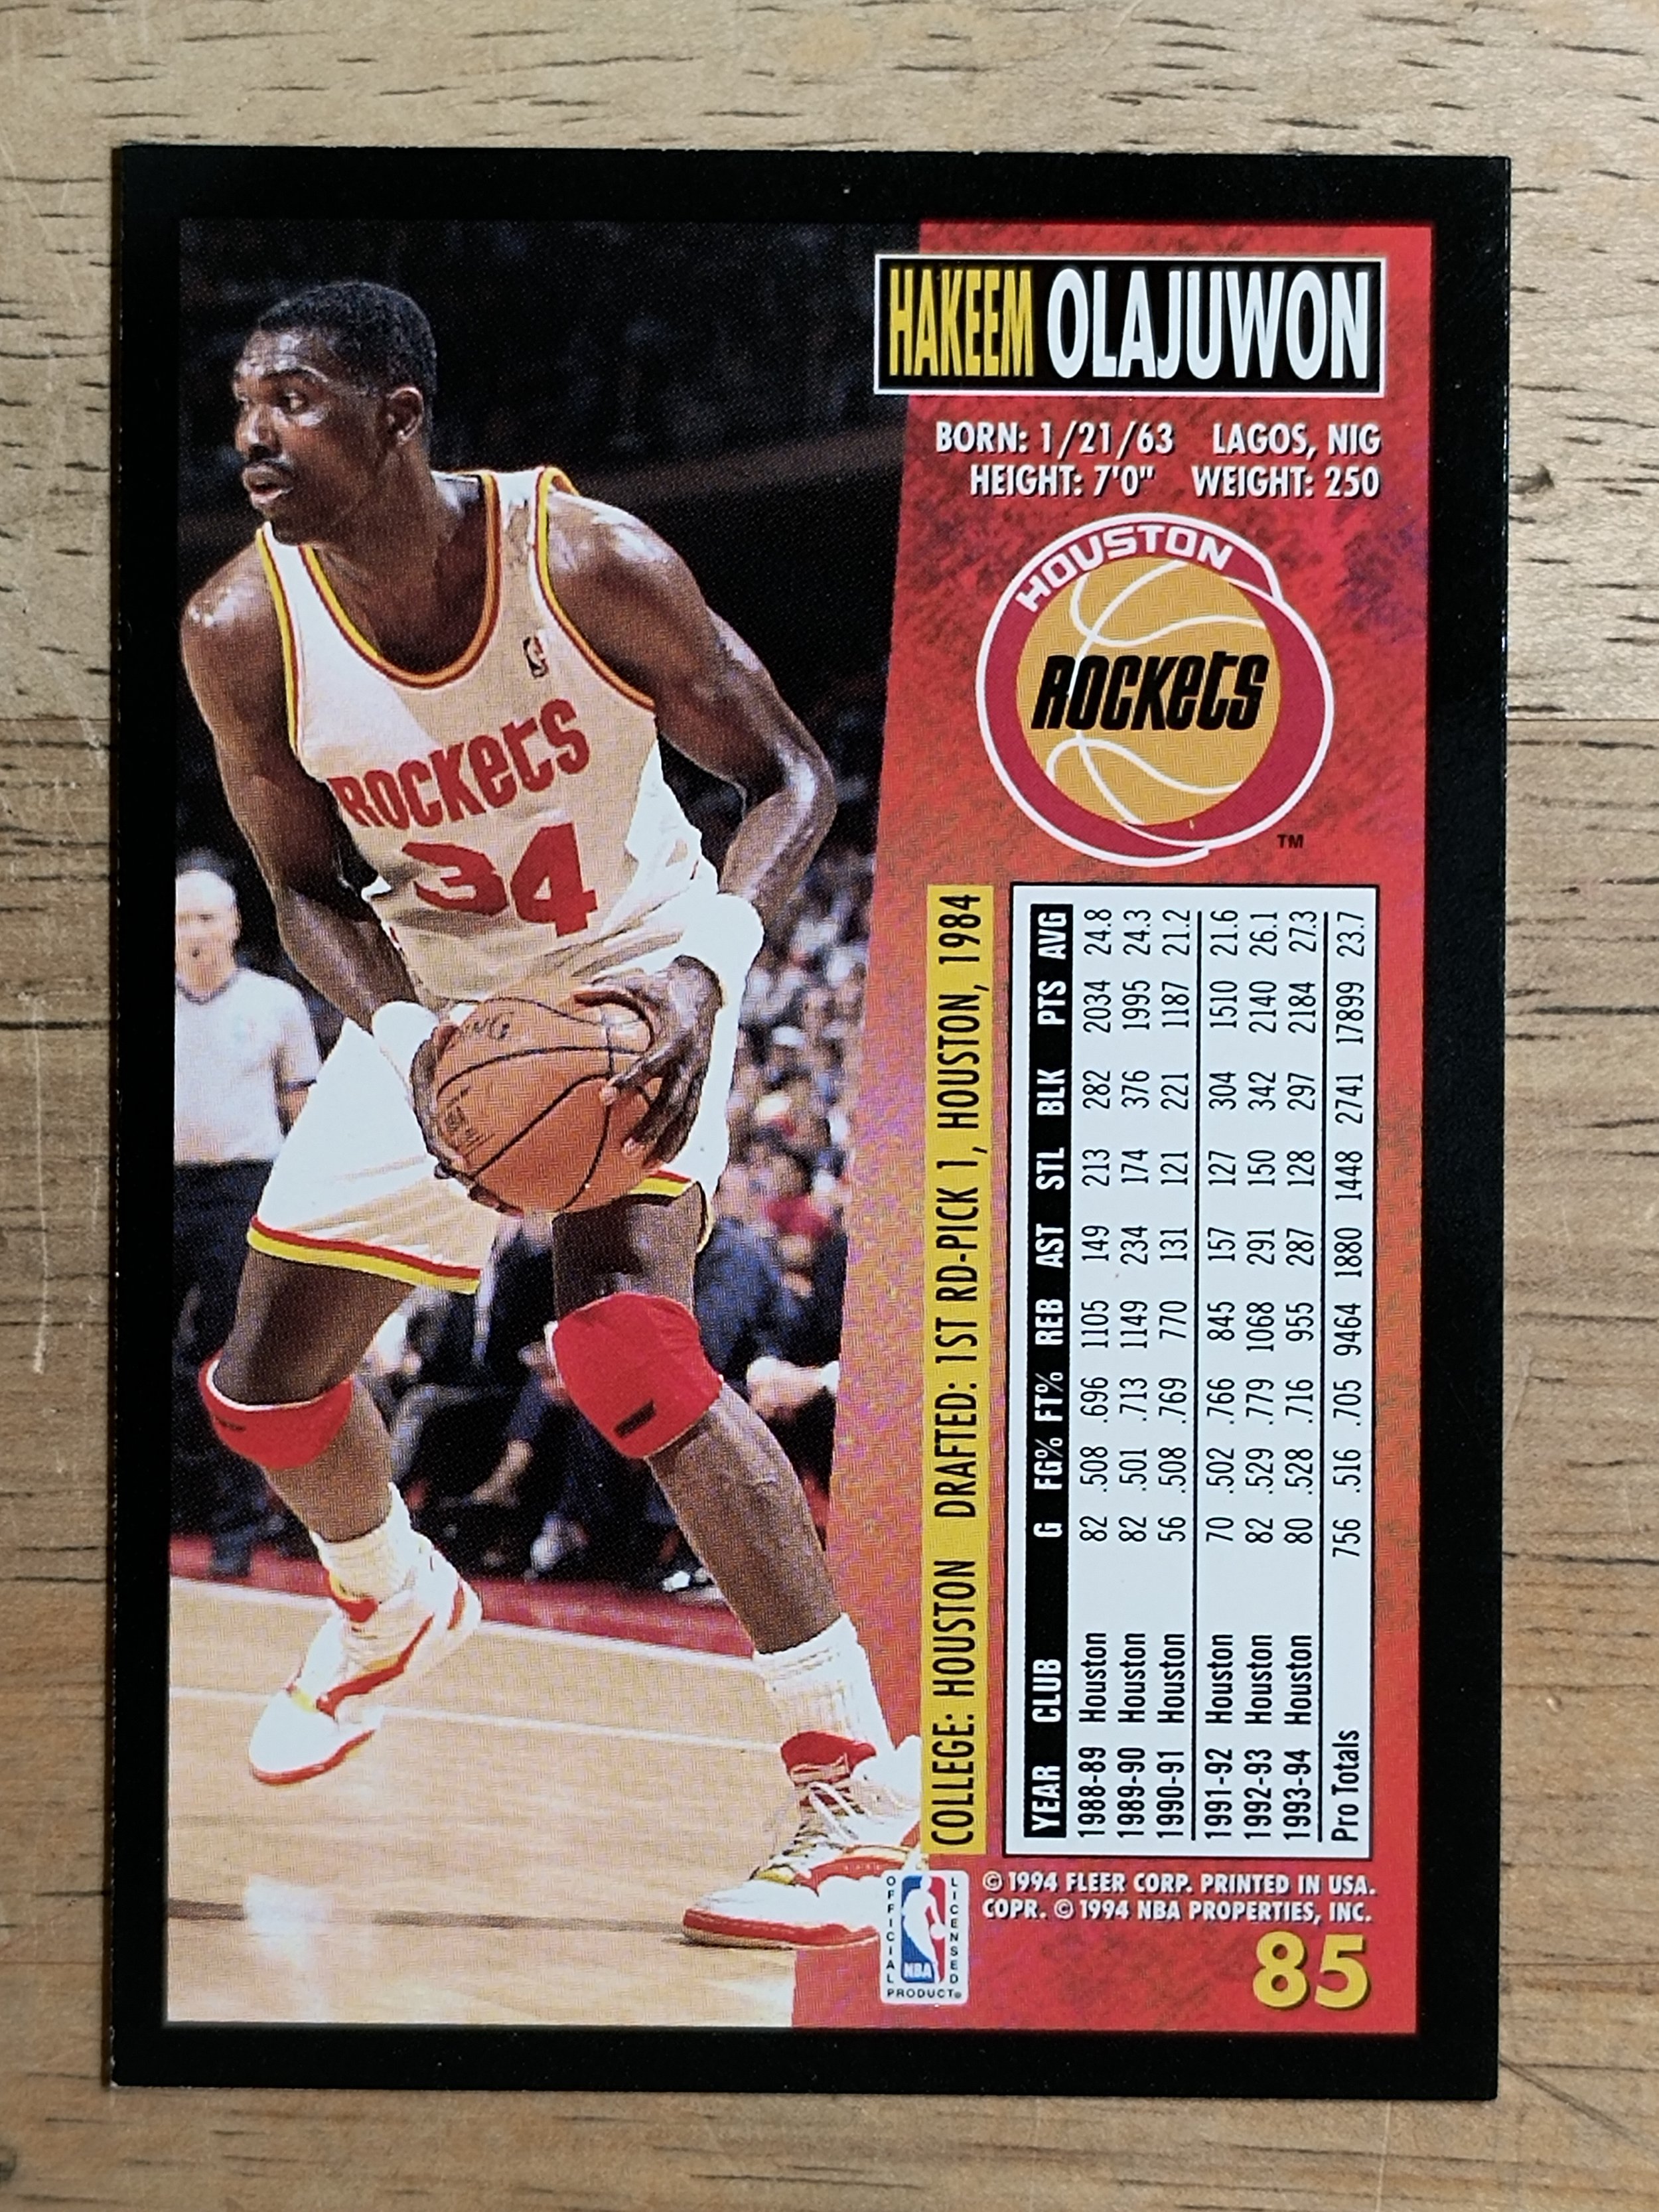 HAKEEM OLAJUWON
BORN: 1/21/63 LAGOS, NIG
HEIGHT: 7'0" WEIGHT: 250
HOUSTON
ROCKETS
TM
ROCKETS
34
COLLEGE: HOUSTON DRAFTED: 1ST RD-PICK 1, HOUSTON, 1984
YEAR CLUB G FG% FT% REB AST STL BLK PTS AVG
1988-89 Houston 82 .508 .696 1105 149 213 282 2034 24.8
1989-90 Houston 82 .501 .713 1149 234 174 376 1995 24.3
1990-91 Houston 56 .508 .769 770 131 121 221 1187 21.2
1991-92 Houston 70 .502 .766 845 157 127 304 1510 21.6
1992-93 Houston 82 .529 .779 1068 291 150 342 2140 26.1
1993-94 Houston 80 .528 .716 955 287 128 297 2184 27.3
Pro Totals 756 .516 .705 9464 1880 1448 2741 17899 23.7
OFFICIAL LICENSED
NBA
PRODUCT®
© 1994 FLEER CORP. PRINTED IN USA.
COPR. © 1994 NBA PROPERTIES, INC.
85